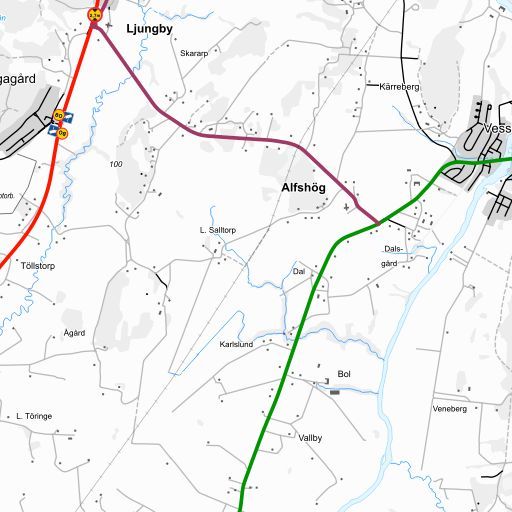 Ljungby
Skararp
gagård
Kärreberg
Vess
100
Alfshög
L. Salltorp
Dals-
gård
Töllstorp
Dal
Ågård
Karlslund
Bol
L. Töringe
Veneberg
Vallby